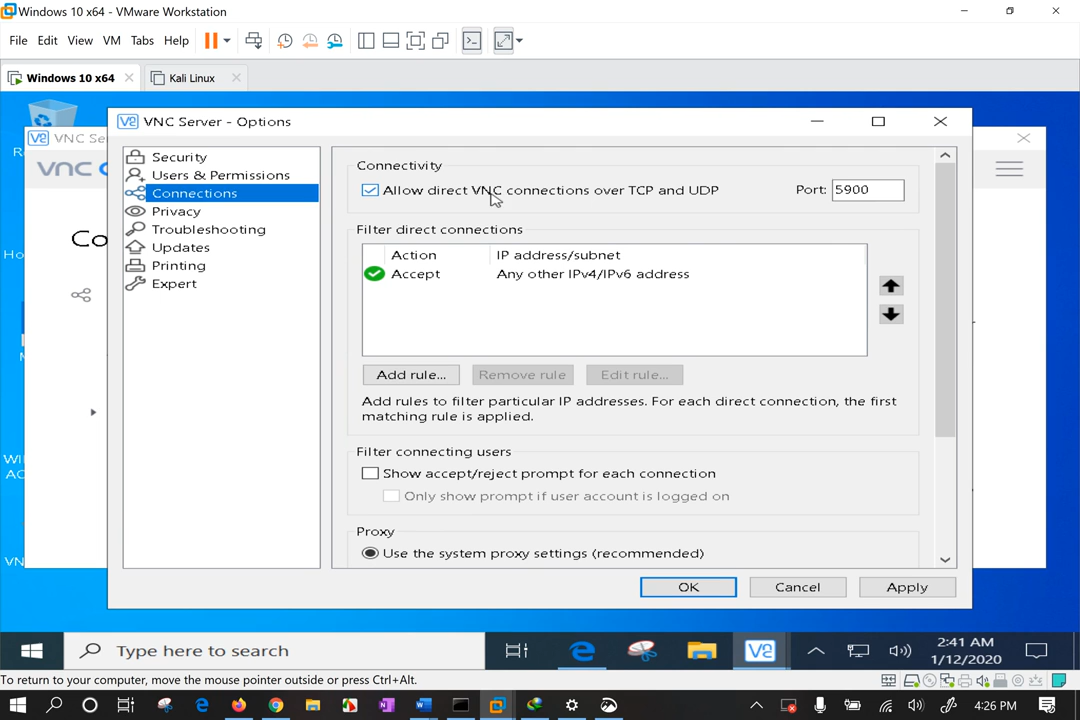 Windows 10 x64 - VMware Workstation
File Edit View VM Tabs Help
Windows 10 x64
Kali Linux
VNC Server - Options
VNC Se
VNC
Co
Security
Users & Permissions
Connections
Privacy
Troubleshooting
Updates
Printing
Expert
Connectivity
Allow direct VNC connections over TCP and UDP
Port: 5900
Filter direct connections
Action IP address/subnet
Accept Any other IPv4/IPv6 address
Add rule... Remove rule Edit rule...
Add rules to filter particular IP addresses. For each direct connection, the first
matching rule is applied.
Filter connecting users
Show accept/reject prompt for each connection
Only show prompt if user account is logged on
Proxy
Use the system proxy settings (recommended)
OK Cancel Apply
Type here to search
2:41 AM
1/12/2020
To return to your computer, move the mouse pointer outside or press Ctrl+Alt.
4:26 PM